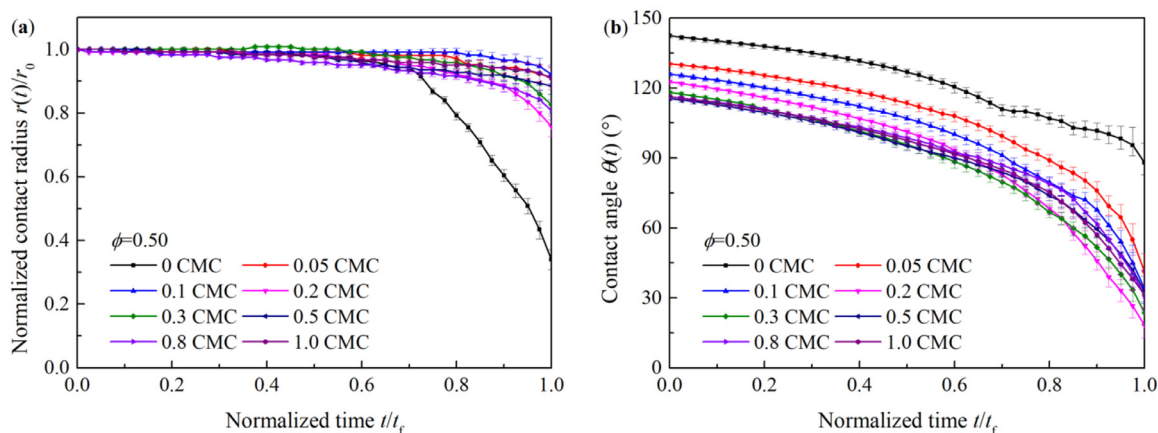 (a)
Normalized contact radius r(t)/r₀
1.0
0.8
0.6
0.4
0.2
0.0
ϕ=0.50
0 CMC 0.05 CMC
0.1 CMC 0.2 CMC
0.3 CMC 0.5 CMC
0.8 CMC 1.0 CMC
0.0 0.2 0.4 0.6 0.8 1.0
Normalized time t/t_f
(b)
Contact angle θ(t) (°)
150
120
90
60
30
0
ϕ=0.50
0 CMC 0.05 CMC
0.1 CMC 0.2 CMC
0.3 CMC 0.5 CMC
0.8 CMC 1.0 CMC
0.0 0.2 0.4 0.6 0.8 1.0
Normalized time t/t_f